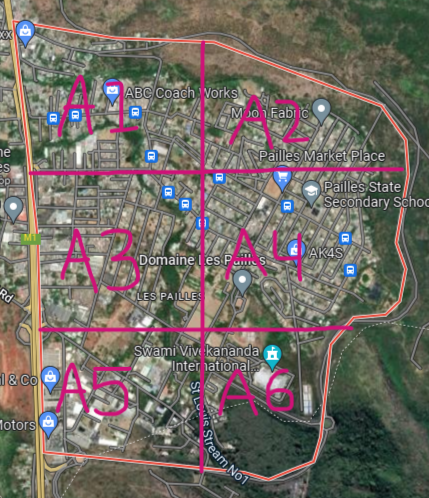 xx
A1
ABC Coach Works
A2
Moon Fabric
Pailles Market Place
Pailles State
Secondary Schoo
M1
A3
A4
AK4S
Domaine Les Pailles
LES PAILLES
Rd
Swami Vivekananda
International...
l & Co
A5
A6
Motors
St Louis Stream No1